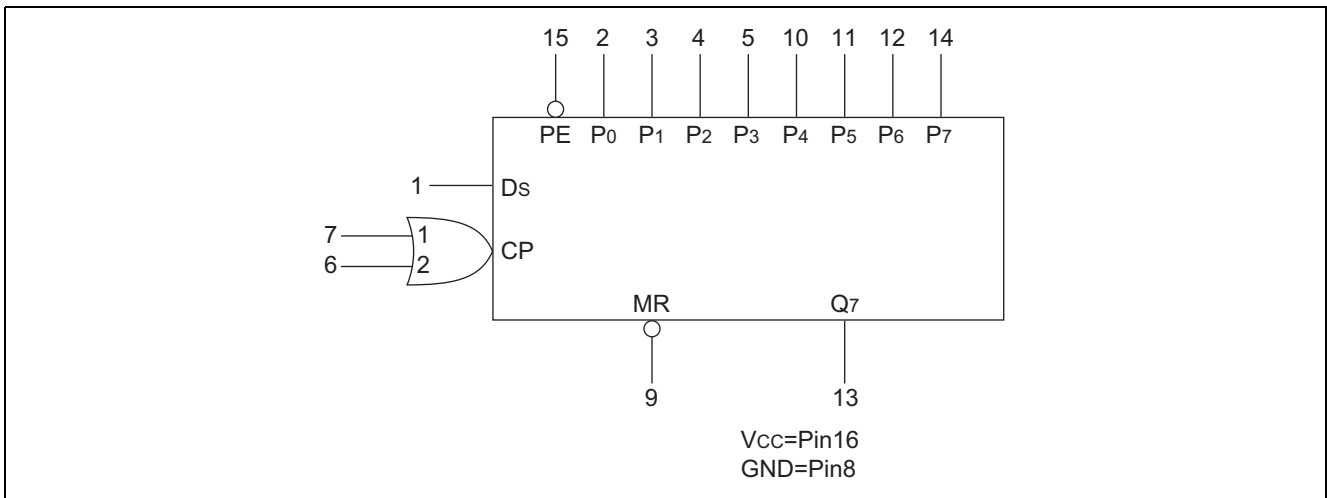 15 2 3 4 5 10 11 12 14
PE P0 P1 P2 P3 P4 P5 P6 P7
1 DS
7 1
CP
6 2
MR Q7
9 13
VCC=Pin16
GND=Pin8